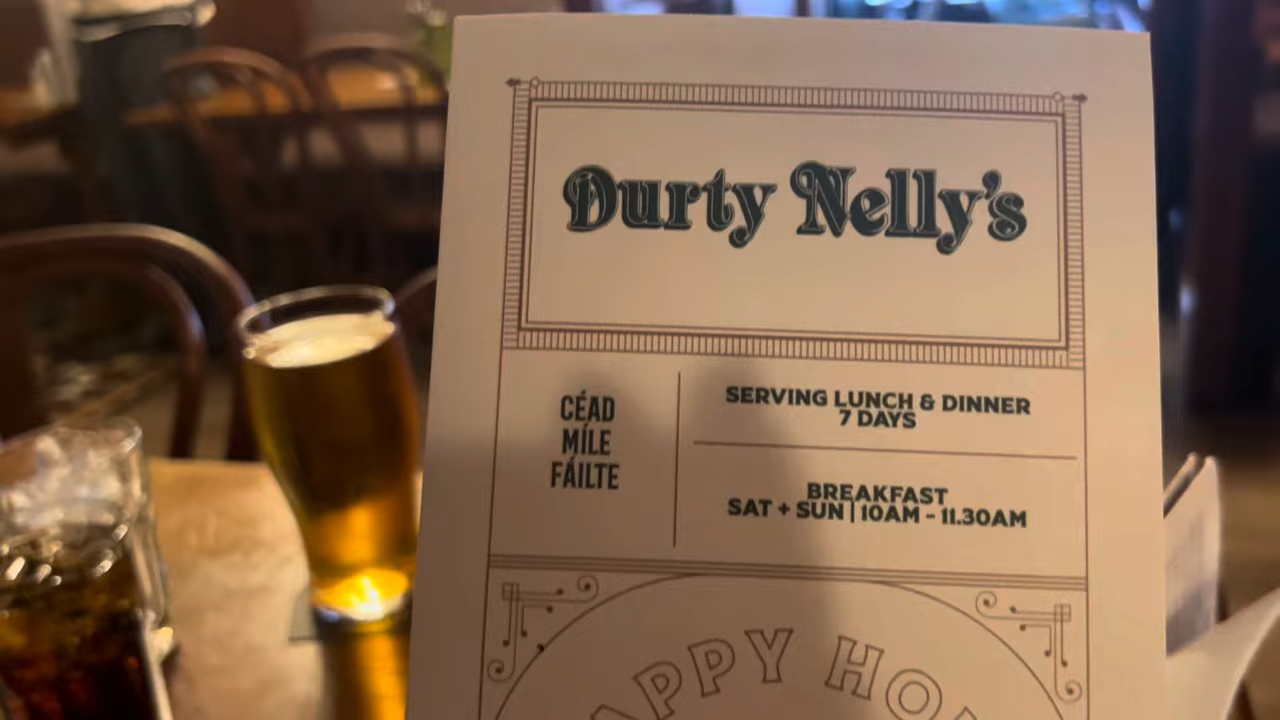 Durty Nelly's
CÉAD
MÍLE
FÁILTE
SERVING LUNCH & DINNER
7 DAYS
BREAKFAST
SAT + SUN | 10AM - 11.30AM